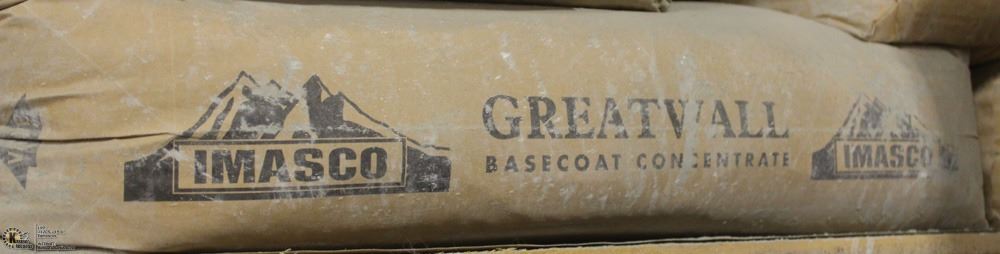 IMASCO
GREATWALL
BASECOAT CONCENTRATE
IMASCO